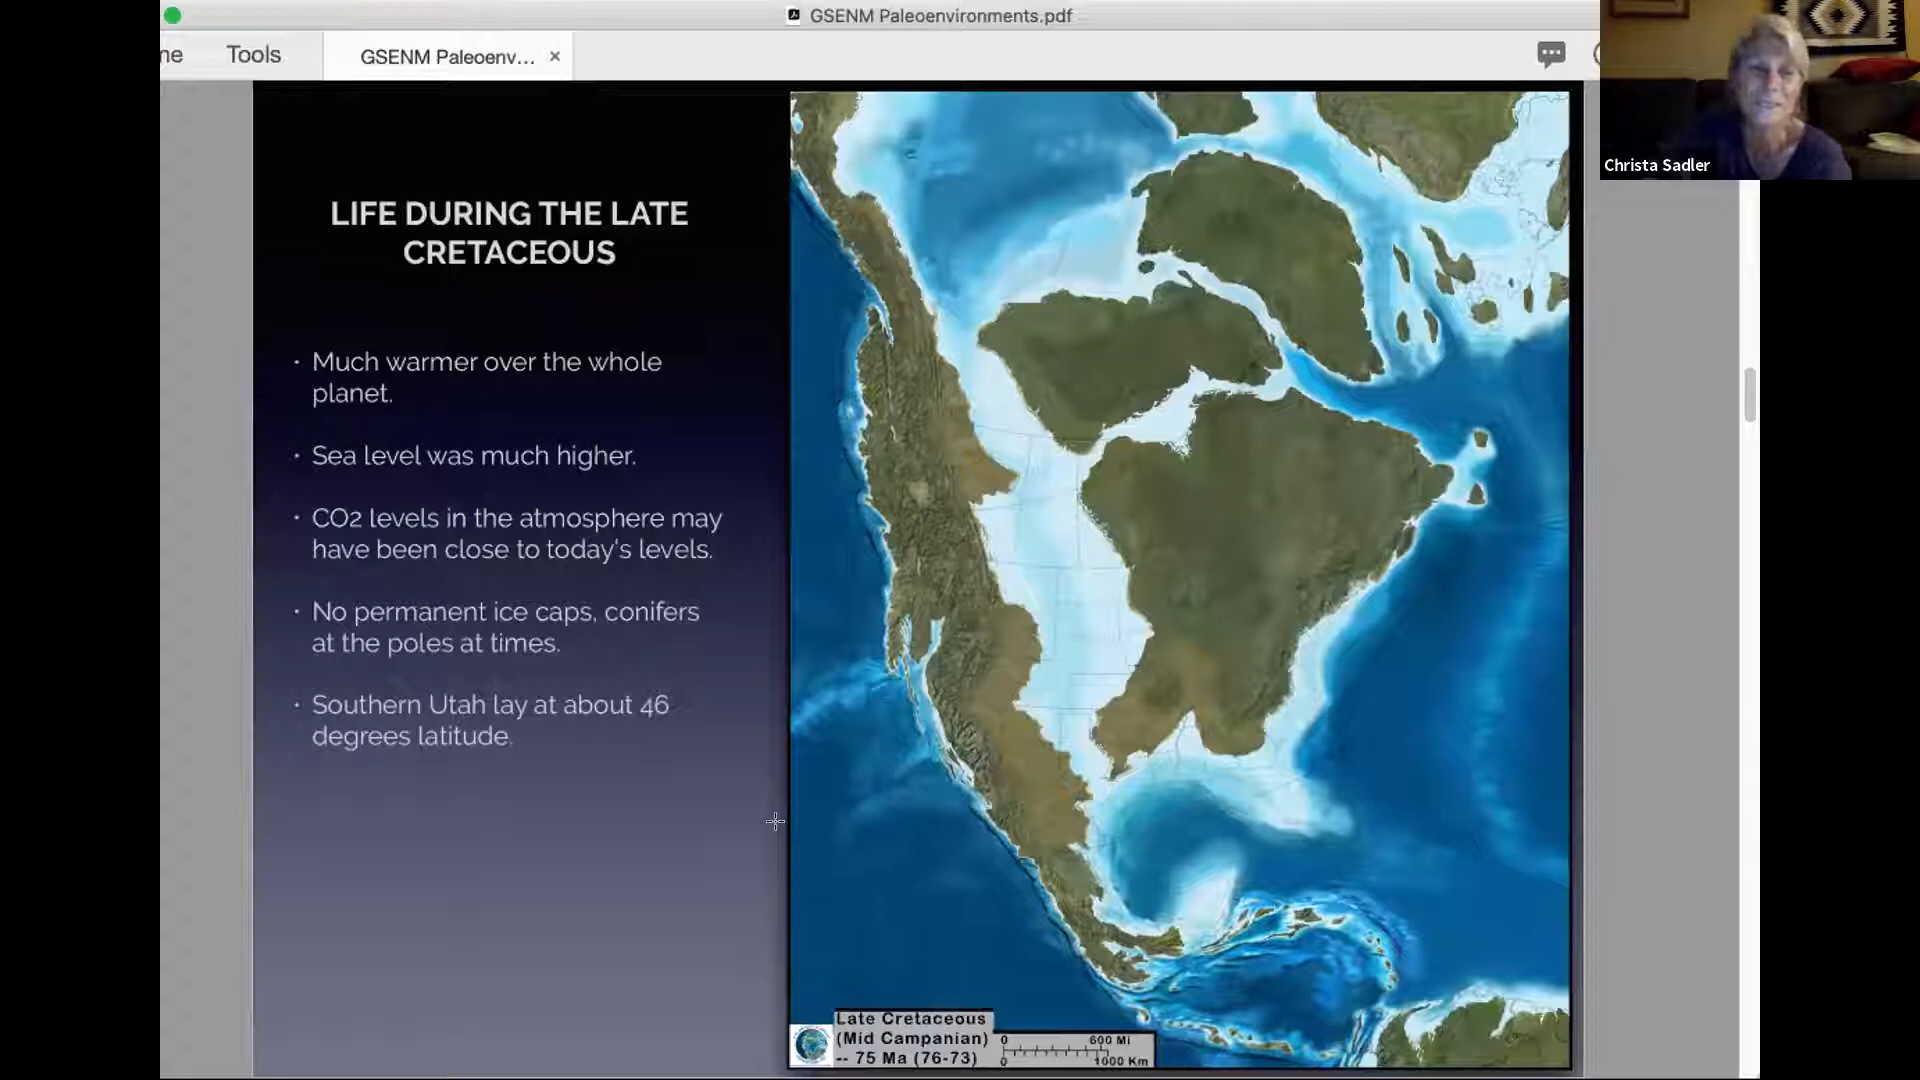 GSENM Paleoenvironments.pdf
ne
Tools
GSENM Paleoenv... ×
Christa Sadler
LIFE DURING THE LATE
CRETACEOUS
· Much warmer over the whole
planet.
· Sea level was much higher.
· CO2 levels in the atmosphere may
have been close to today's levels.
· No permanent ice caps, conifers
at the poles at times.
· Southern Utah lay at about 46
degrees latitude.
Late Cretaceous
(Mid Campanian)
-- 75 Ma (76-73)
0 600 Mi
0 1000 Km